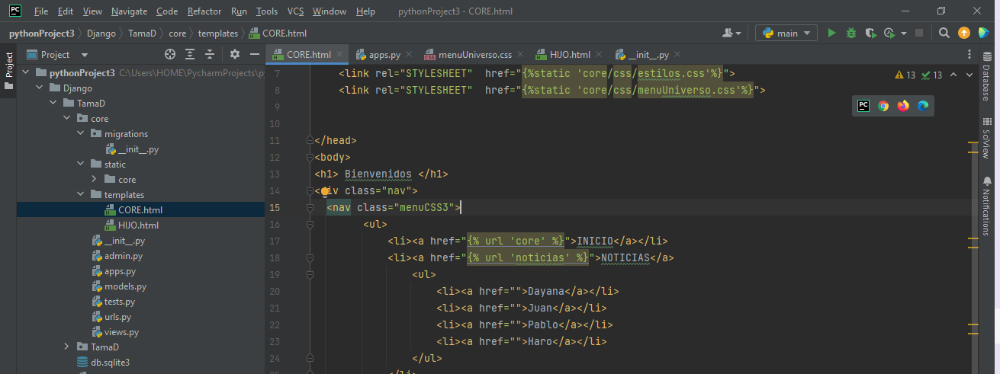 PC File Edit View Navigate Code Refactor Run Tools VCS Window Help pythonProject3 - CORE.html
pythonProject3 Django TamaD core templates CORE.html main
Project CORE.html apps.py menuUniverso.css HIJO.html __init__.py
Project
pythonProject3 C:\Users\HOME\PycharmProjects\py
Django
TamaD
core
migrations
__init__.py
static
core
templates
CORE.html
HIJO.html
__init__.py
admin.py
apps.py
models.py
tests.py
urls.py
views.py
TamaD
db.sqlite3
7 <link rel="STYLESHEET"  href="{%static 'core/css/estilos.css'%}">
8 <link rel="STYLESHEET"  href="{%static 'core/css/menuUniverso.css'%}">
9
10
11 </head>
12 <body>
13 <h1> Bienvenidos </h1>
14 <div class="nav">
15 <nav class="menuCSS3">
16 <ul>
17 <li><a href="{% url 'core' %}">INICIO</a></li>
18 <li><a href="{% url 'noticias' %}">NOTICIAS</a>
19 <ul>
20 <li><a href="">Dayana</a></li>
21 <li><a href="">Juan</a></li>
22 <li><a href="">Pablo</a></li>
23 <li><a href="">Haro</a></li>
24 </ul>
25 </li>
13 13
PC
Database
SciView
Notifications